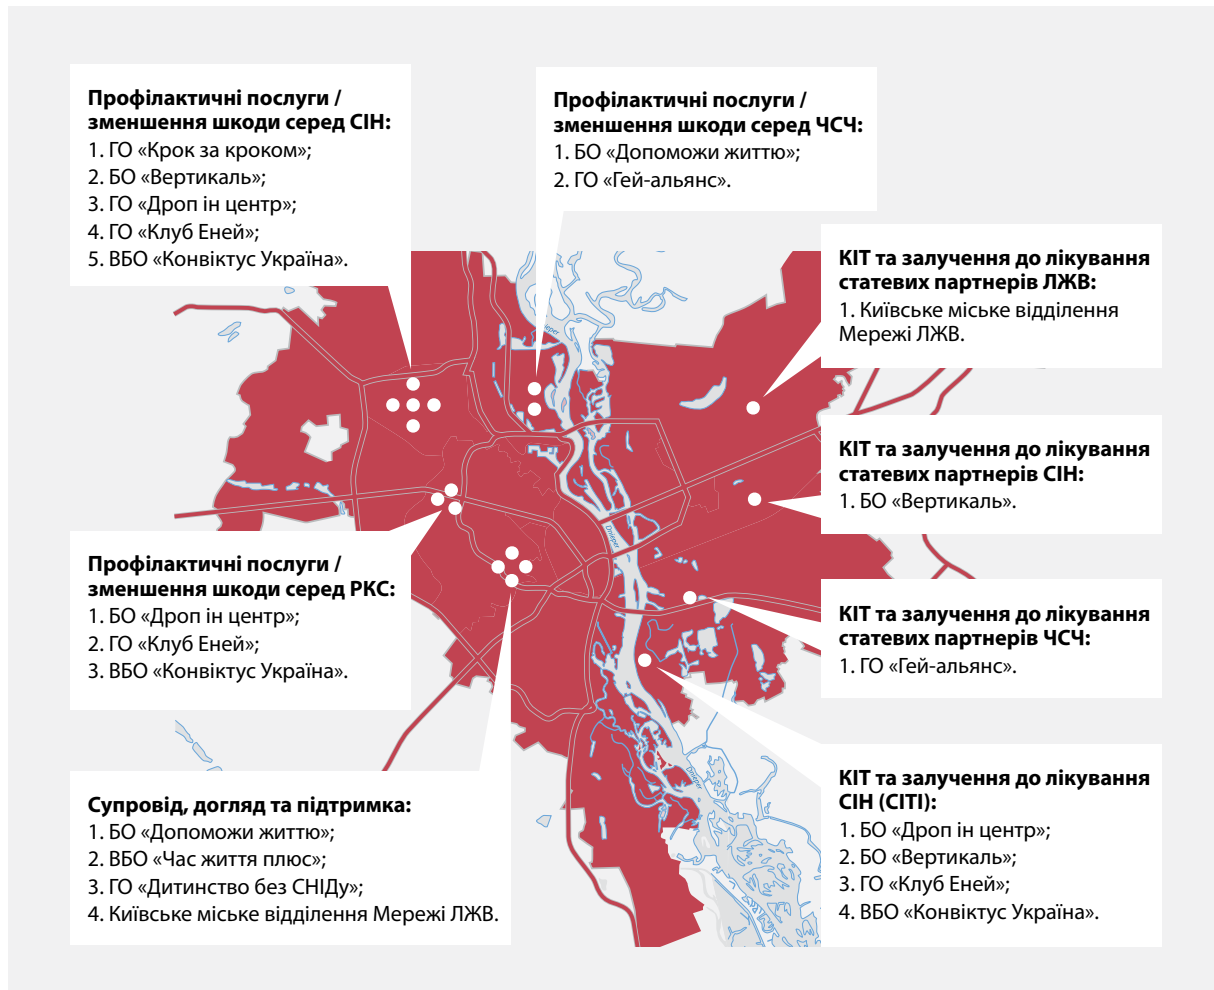 Профілактичні послуги /
зменшення шкоди серед СІН:
1. ГО «Крок за кроком»;
2. БО «Вертикаль»;
3. ГО «Дроп ін центр»;
4. ГО «Клуб Еней»;
5. ВБО «Конвіктус Україна».
Профілактичні послуги /
зменшення шкоди серед ЧСЧ:
1. БО «Допоможи життю»;
2. ГО «Гей-альянс».
КІТ та залучення до лікування
статевих партнерів ЛЖВ:
1. Київське міське відділення
Мережі ЛЖВ.
КІТ та залучення до лікування
статевих партнерів СІН:
1. БО «Вертикаль».
Профілактичні послуги /
зменшення шкоди серед РКС:
1. БО «Дроп ін центр»;
2. ГО «Клуб Еней»;
3. ВБО «Конвіктус Україна».
КІТ та залучення до лікування
статевих партнерів ЧСЧ:
1. ГО «Гей-альянс».
Супровід, догляд та підтримка:
1. БО «Допоможи життю»;
2. ВБО «Час життя плюс»;
3. ГО «Дитинство без СНІДу»;
4. Київське міське відділення Мережі ЛЖВ.
КІТ та залучення до лікування
СІН (СІТІ):
1. БО «Дроп ін центр»;
2. БО «Вертикаль»;
3. ГО «Клуб Еней»;
4. ВБО «Конвіктус Україна».
Dnieper
Dnieper